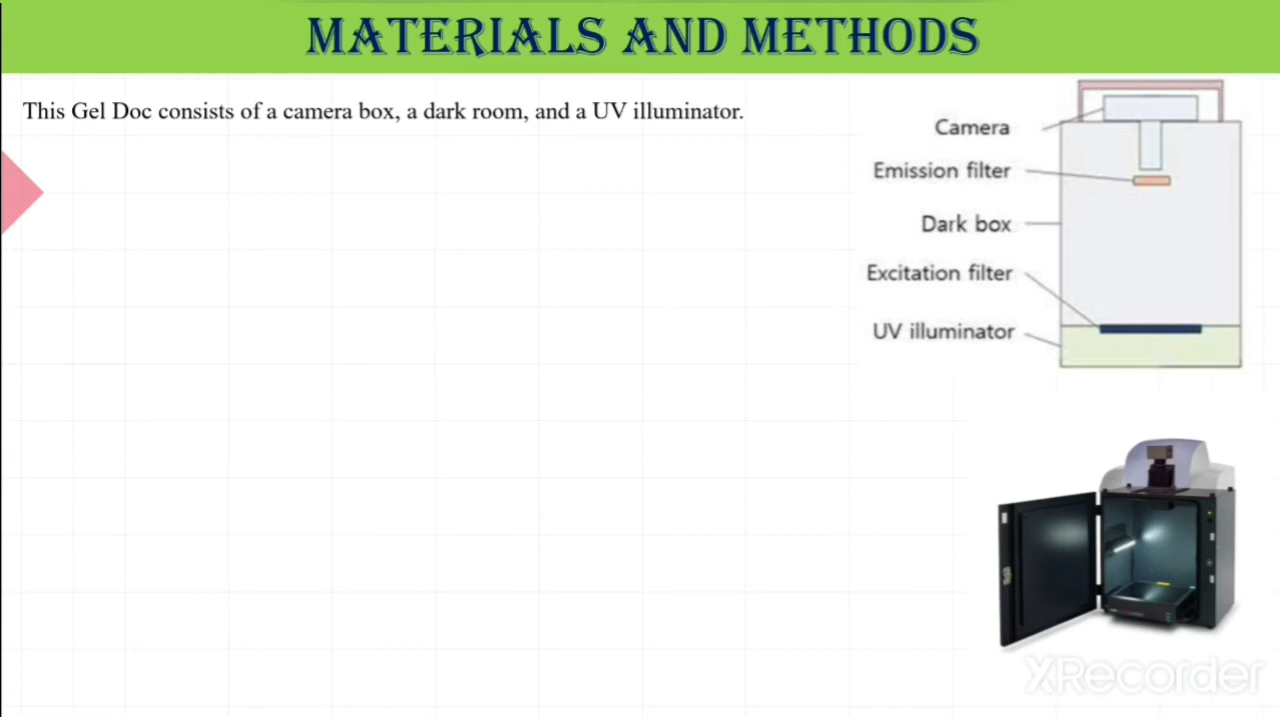 MATERIALS AND METHODS
This Gel Doc consists of a camera box, a dark room, and a UV illuminator.
Camera
Emission filter
Dark box
Excitation filter
UV illuminator
XRecorder